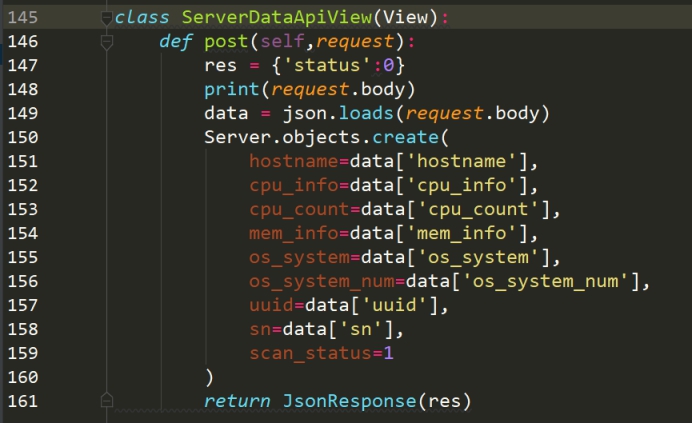 145 class ServerDataApiView(View):
146     def post(self,request):
147         res = {'status':0}
148         print(request.body)
149         data = json.loads(request.body)
150         Server.objects.create(
151             hostname=data['hostname'],
152             cpu_info=data['cpu_info'],
153             cpu_count=data['cpu_count'],
154             mem_info=data['mem_info'],
155             os_system=data['os_system'],
156             os_system_num=data['os_system_num'],
157             uuid=data['uuid'],
158             sn=data['sn'],
159             scan_status=1
160         )
161         return JsonResponse(res)